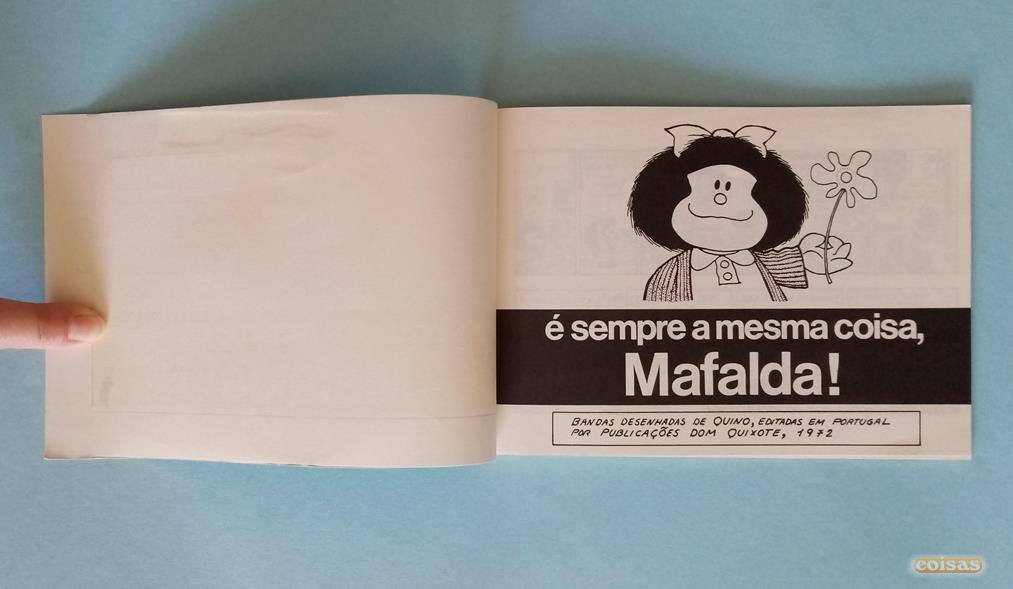 é sempre a mesma coisa,
Mafalda!
BANDAS DESENHADAS DE QUINO, EDITADAS EM PORTUGAL
POR PUBLICAÇÕES DOM QUIXOTE, 1972
coisas